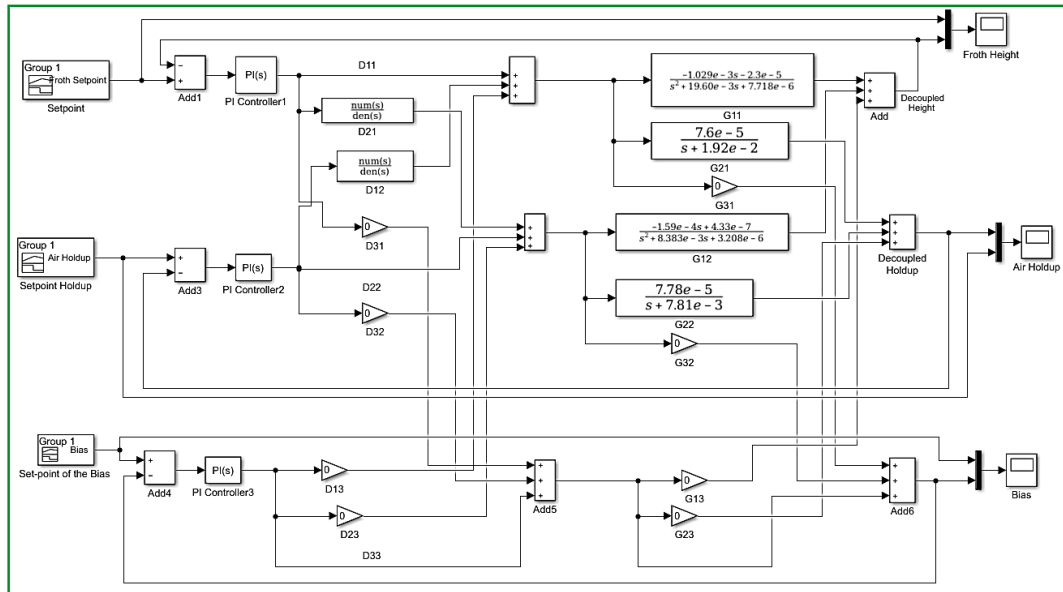 Group 1
Froth Setpoint
Setpoint
−
+
Add1
PI(s)
PI Controller1
D11
num(s)
den(s)
D21
num(s)
den(s)
D12
0
D31
+
+
+
-1.029e - 3s - 2.3e - 5
s² + 19.60e - 3s + 7.718e - 6
G11
7.6e - 5
s + 1.92e - 2
G21
0
G31
+
+
+
Add
Decoupled
Height
Froth Height
Group 1
Air Holdup
Setpoint Holdup
+
−
Add3
PI(s)
PI Controller2
D22
0
D32
+
+
+
-1.59e - 4s + 4.33e - 7
s² + 8.383e - 3s + 3.208e - 6
G12
7.78e - 5
s + 7.81e - 3
G22
0
G32
+
+
+
Decoupled
Holdup
Air Holdup
Group 1
Bias
Set-point of the Bias
+
−
Add4
PI(s)
PI Controller3
0
D13
0
D23
D33
+
+
+
Add5
0
G13
0
G23
+
+
+
Add6
Bias